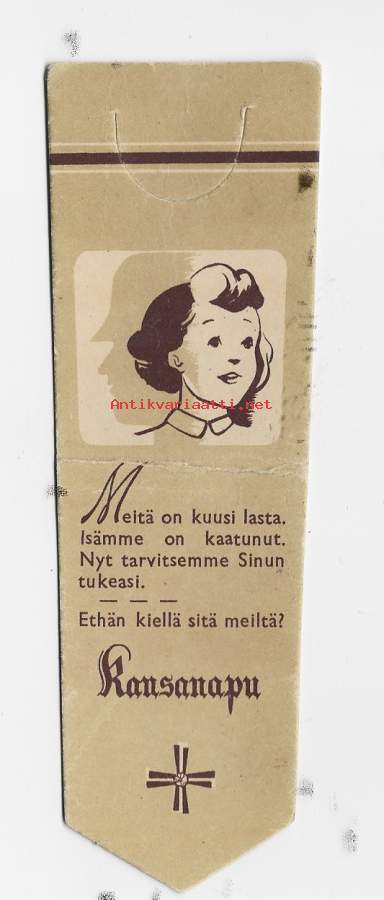 Antikvariaatti.net
Meitä on kuusi lasta.
Isämme on kaatunut.
Nyt tarvitsemme Sinun
tukeasi.
— — —
Ethän kiellä sitä meiltä?
Kansanapu